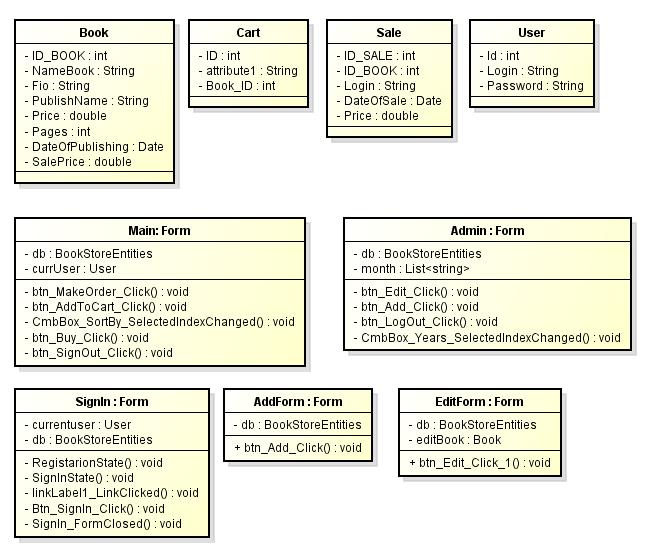 Book
- ID_BOOK : int
- NameBook : String
- Fio : String
- PublishName : String
- Price : double
- Pages : int
- DateOfPublishing : Date
- SalePrice : double
Cart
- ID : int
- attribute1 : String
- Book_ID : int
Sale
- ID_SALE : int
- ID_BOOK : int
- Login : String
- DateOfSale : Date
- Price : double
User
- Id : int
- Login : String
- Password : String
Main: Form
- db : BookStoreEntities
- currUser : User
- btn_MakeOrder_Click() : void
- btn_AddToCart_Click() : void
- CmbBox_SortBy_SelectedIndexChanged() : void
- btn_Buy_Click() : void
- btn_SignOut_Click() : void
Admin : Form
- db : BookStoreEntities
- month : List<string>
- btn_Edit_Click() : void
- btn_Add_Click() : void
- btn_LogOut_Click() : void
- CmbBox_Years_SelectedIndexChanged() : void
SignIn : Form
- currentuser : User
- db : BookStoreEntities
- RegistarionState() : void
- SignInState() : void
- linkLabel1_LinkClicked() : void
- Btn_SignIn_Click() : void
- SignIn_FormClosed() : void
AddForm : Form
- db : BookStoreEntities
+ btn_Add_Click() : void
EditForm : Form
- db : BookStoreEntities
- editBook : Book
+ btn_Edit_Click_1() : void